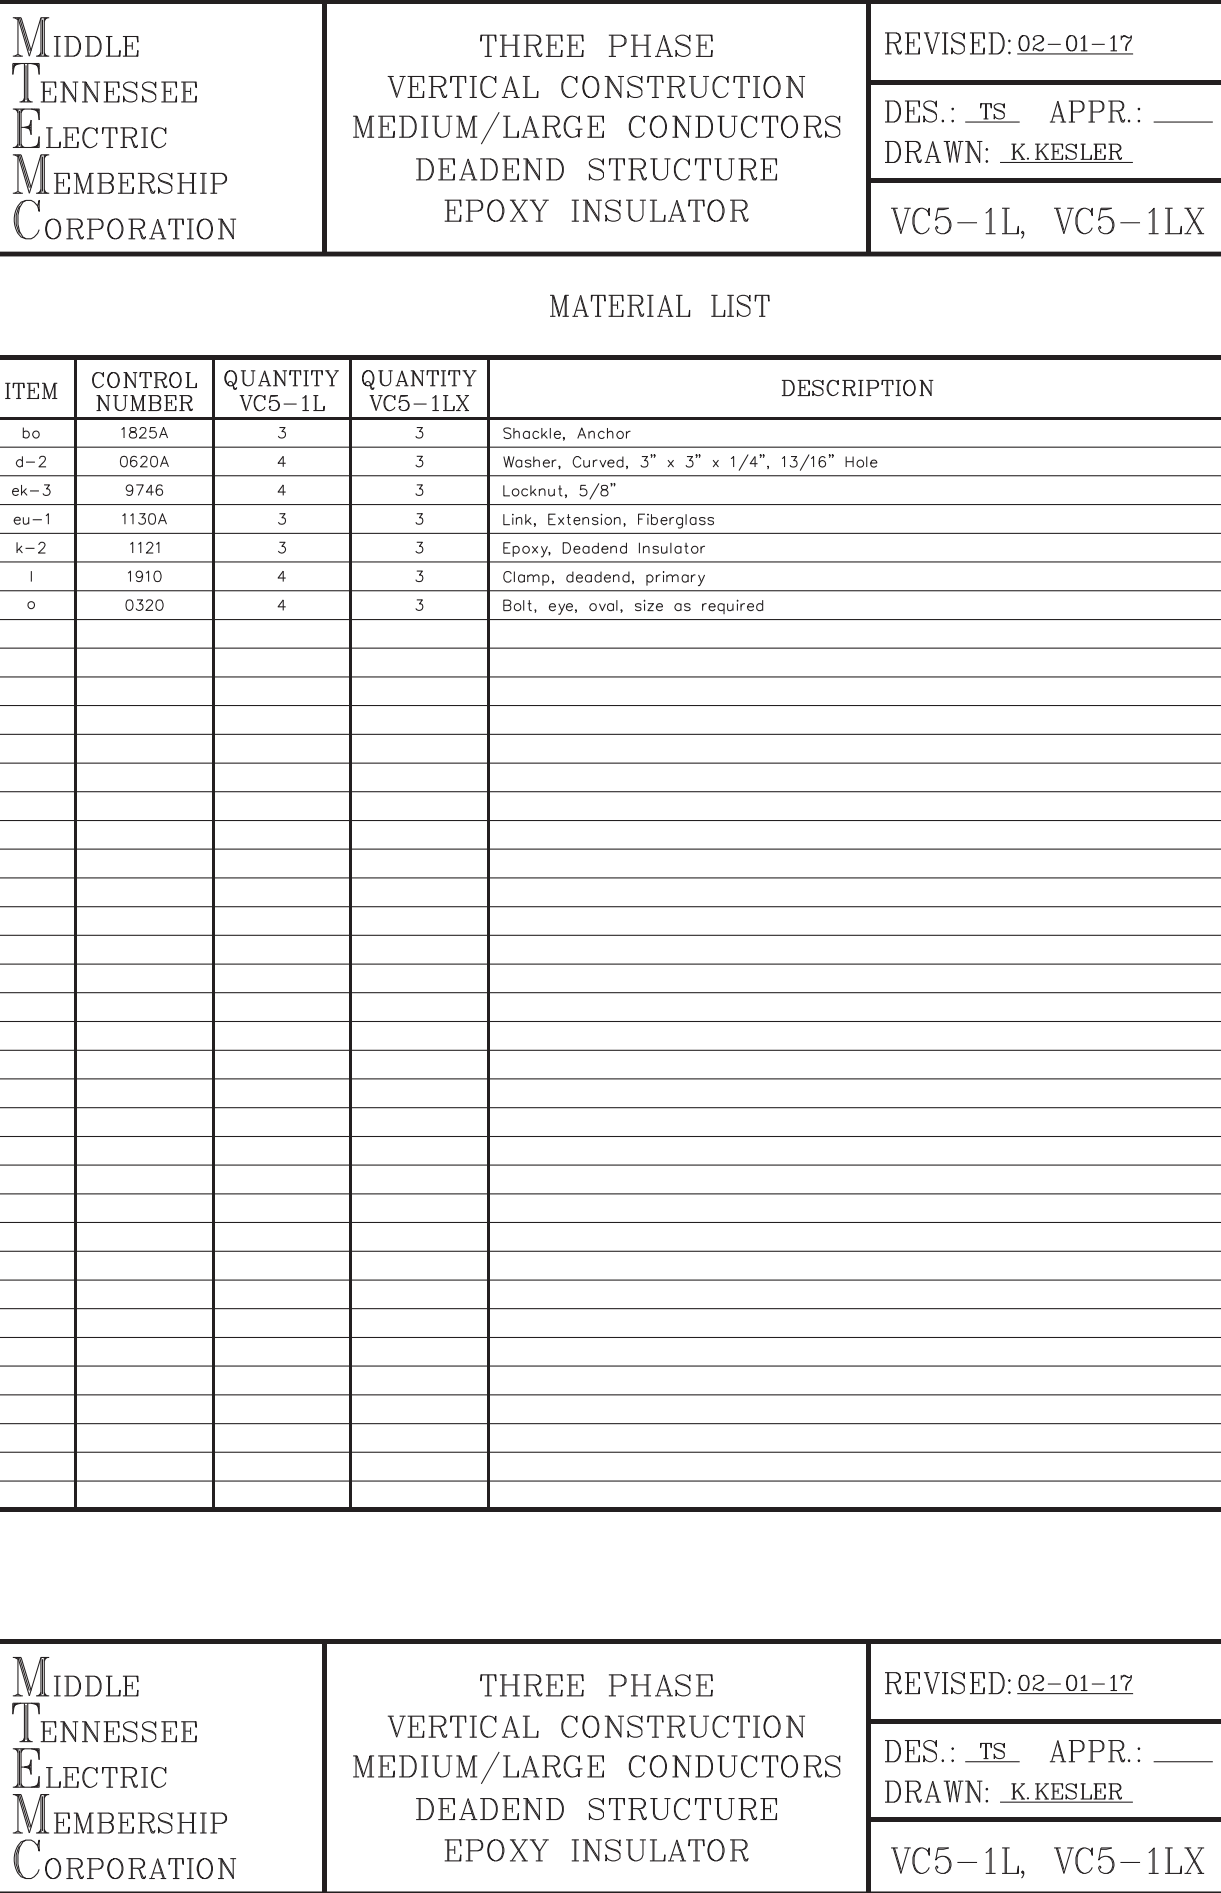 MIDDLE
TENNESSEE
ELECTRIC
MEMBERSHIP
CORPORATION
THREE PHASE
VERTICAL CONSTRUCTION
MEDIUM/LARGE CONDUCTORS
DEADEND STRUCTURE
EPOXY INSULATOR
REVISED: 02-01-17
DES.: TS APPR.:
DRAWN: K.KESLER
VC5-1L, VC5-1LX
MATERIAL LIST
ITEM CONTROL NUMBER QUANTITY VC5-1L QUANTITY VC5-1LX DESCRIPTION
bo 1825A 3 3 Shackle, Anchor
d-2 0620A 4 3 Washer, Curved, 3" x 3" x 1/4", 13/16" Hole
ek-3 9746 4 3 Locknut, 5/8"
eu-1 1130A 3 3 Link, Extension, Fiberglass
k-2 1121 3 3 Epoxy, Deadend Insulator
l 1910 4 3 Clamp, deadend, primary
o 0320 4 3 Bolt, eye, oval, size as required
MIDDLE
TENNESSEE
ELECTRIC
MEMBERSHIP
CORPORATION
THREE PHASE
VERTICAL CONSTRUCTION
MEDIUM/LARGE CONDUCTORS
DEADEND STRUCTURE
EPOXY INSULATOR
REVISED: 02-01-17
DES.: TS APPR.:
DRAWN: K.KESLER
VC5-1L, VC5-1LX